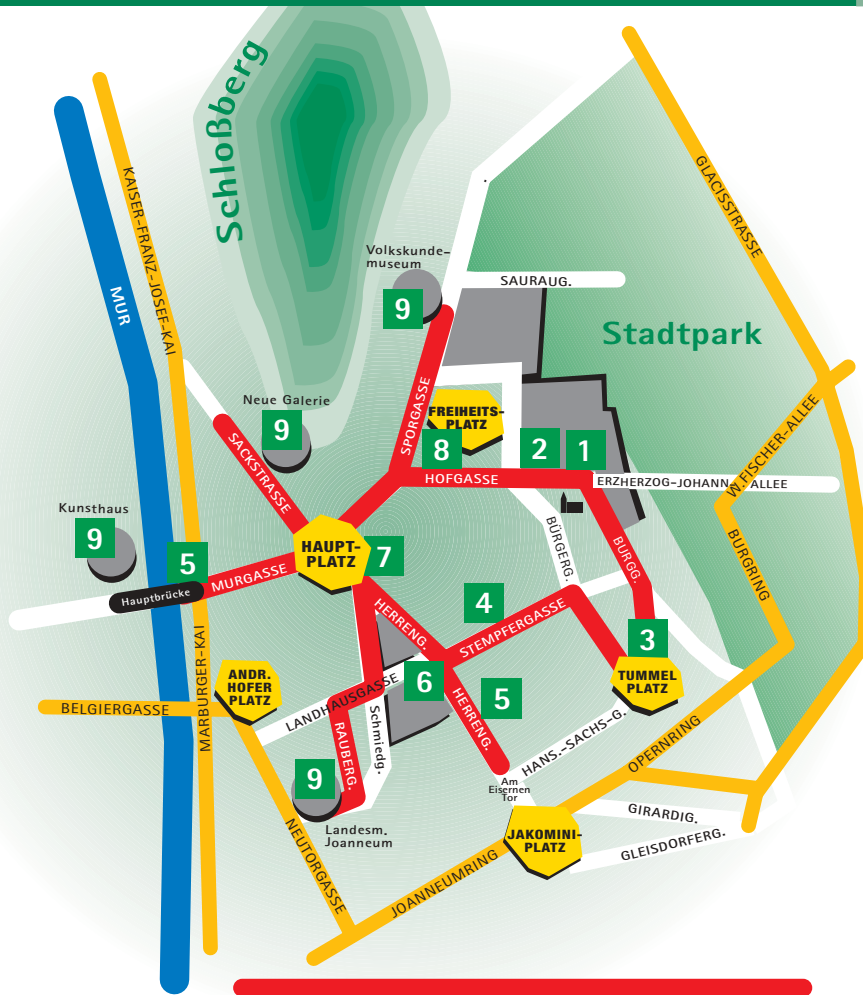 Schloßberg
GLACISSTRASSE
KAISER-FRANZ-JOSEF-KAI
MUR
Volkskunde-
museum
9
SAURAUG.
Stadtpark
Neue Galerie
9
SACKSTRASSE
SPORGASSE
FREIHEITS-
PLATZ
8
2
1
HOFGASSE
W. FISCHER-ALLEE
ERZHERZOG-JOHANN-ALLEE
Kunsthaus
9
5
Hauptbrücke
MURGASSE
HAUPT-
PLATZ
7
BÜRGERG.
BURGG.
BURGRING
HERRENG.
4
STEMPFERGASSE
3
TUMMEL
PLATZ
ANDR.
HOFER
PLATZ
BELGIERGASSE
MARBURGER-KAI
LANDHAUSGASSE
6
5
HERRENG.
RAUBERG.
Schmiedg.
HANS.-SACHS-G.
OPERNRING
9
Landesm.
Joanneum
Am
Eisernen
Tor
GIRARDIG.
JAKOMINI-
PLATZ
GLEISDORFERG.
NEUTORGASSE
JOANNEUMRING